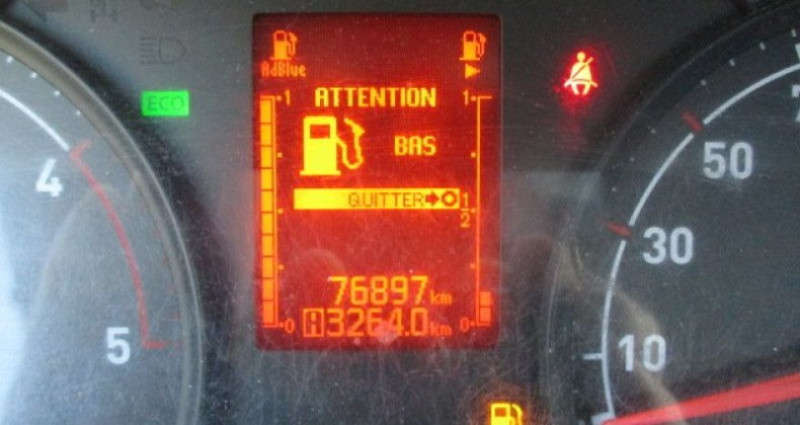 AdBlue
ECO
1 ATTENTION 1
BAS
QUITTER 1
2
76897 km
0 A 3264.0 km 0
4
5
50
30
10